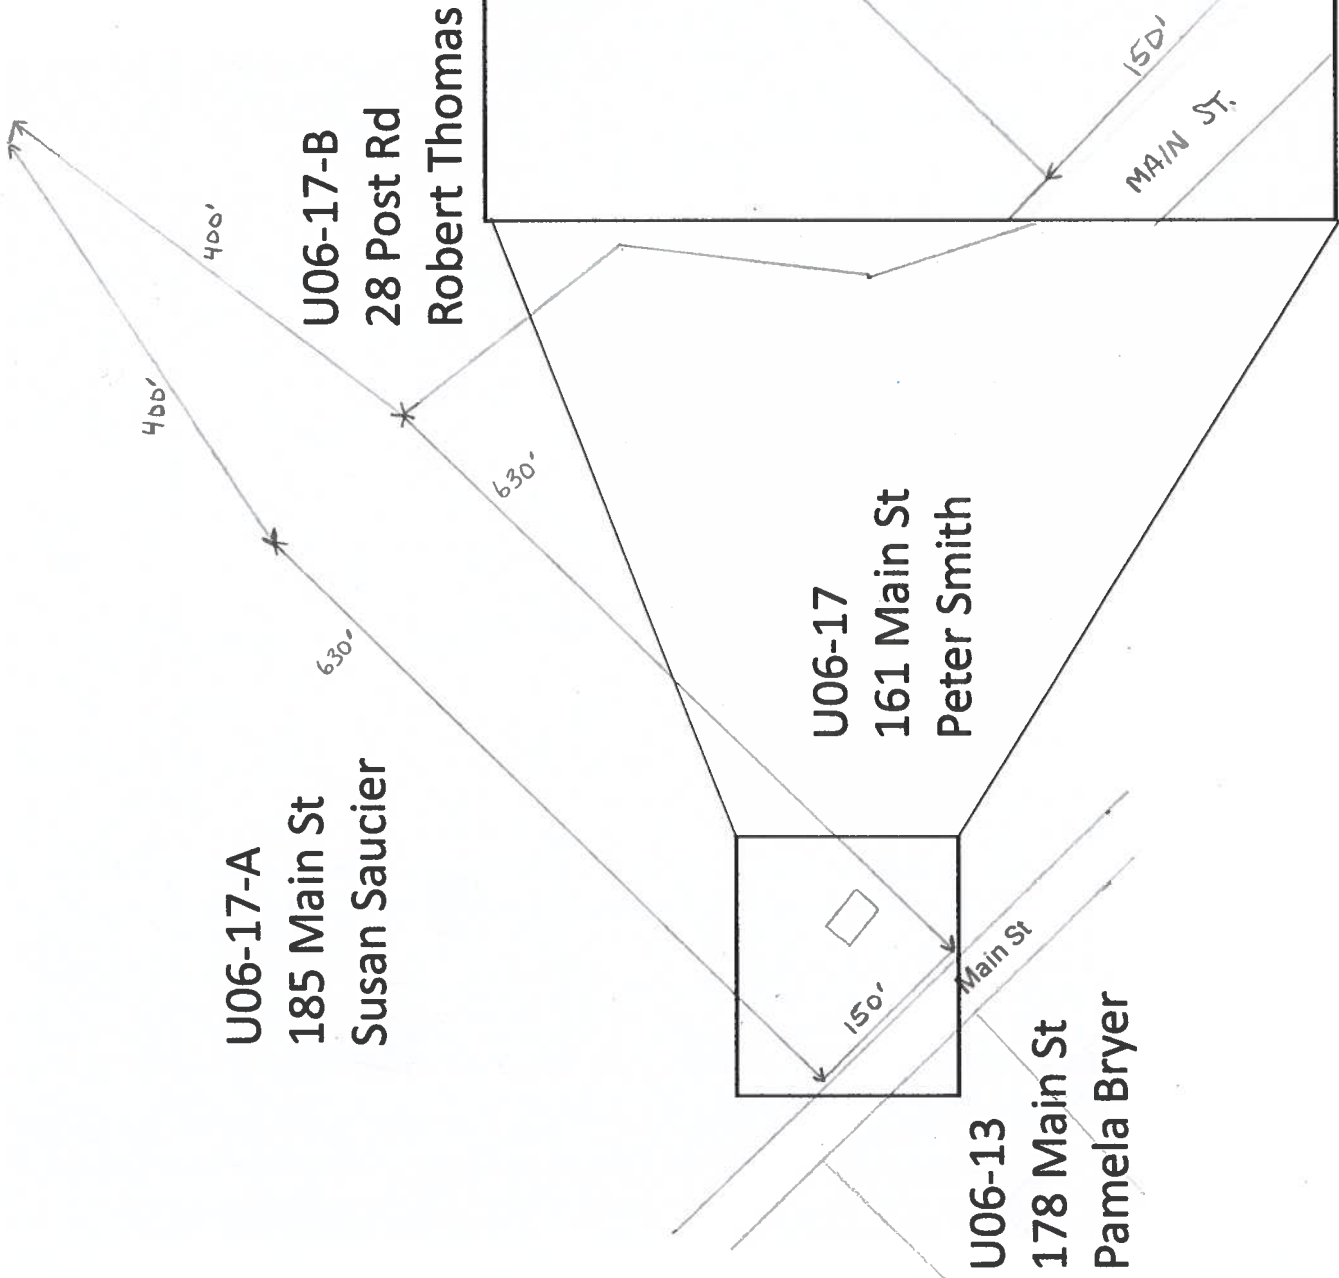 U06-17-A
185 Main St
Susan Saucier
U06-17-B
28 Post Rd
Robert Thomas
U06-17
161 Main St
Peter Smith
U06-13
178 Main St
Pamela Bryer
400'
400'
630'
630'
150'
Main St
150'
MAIN ST.